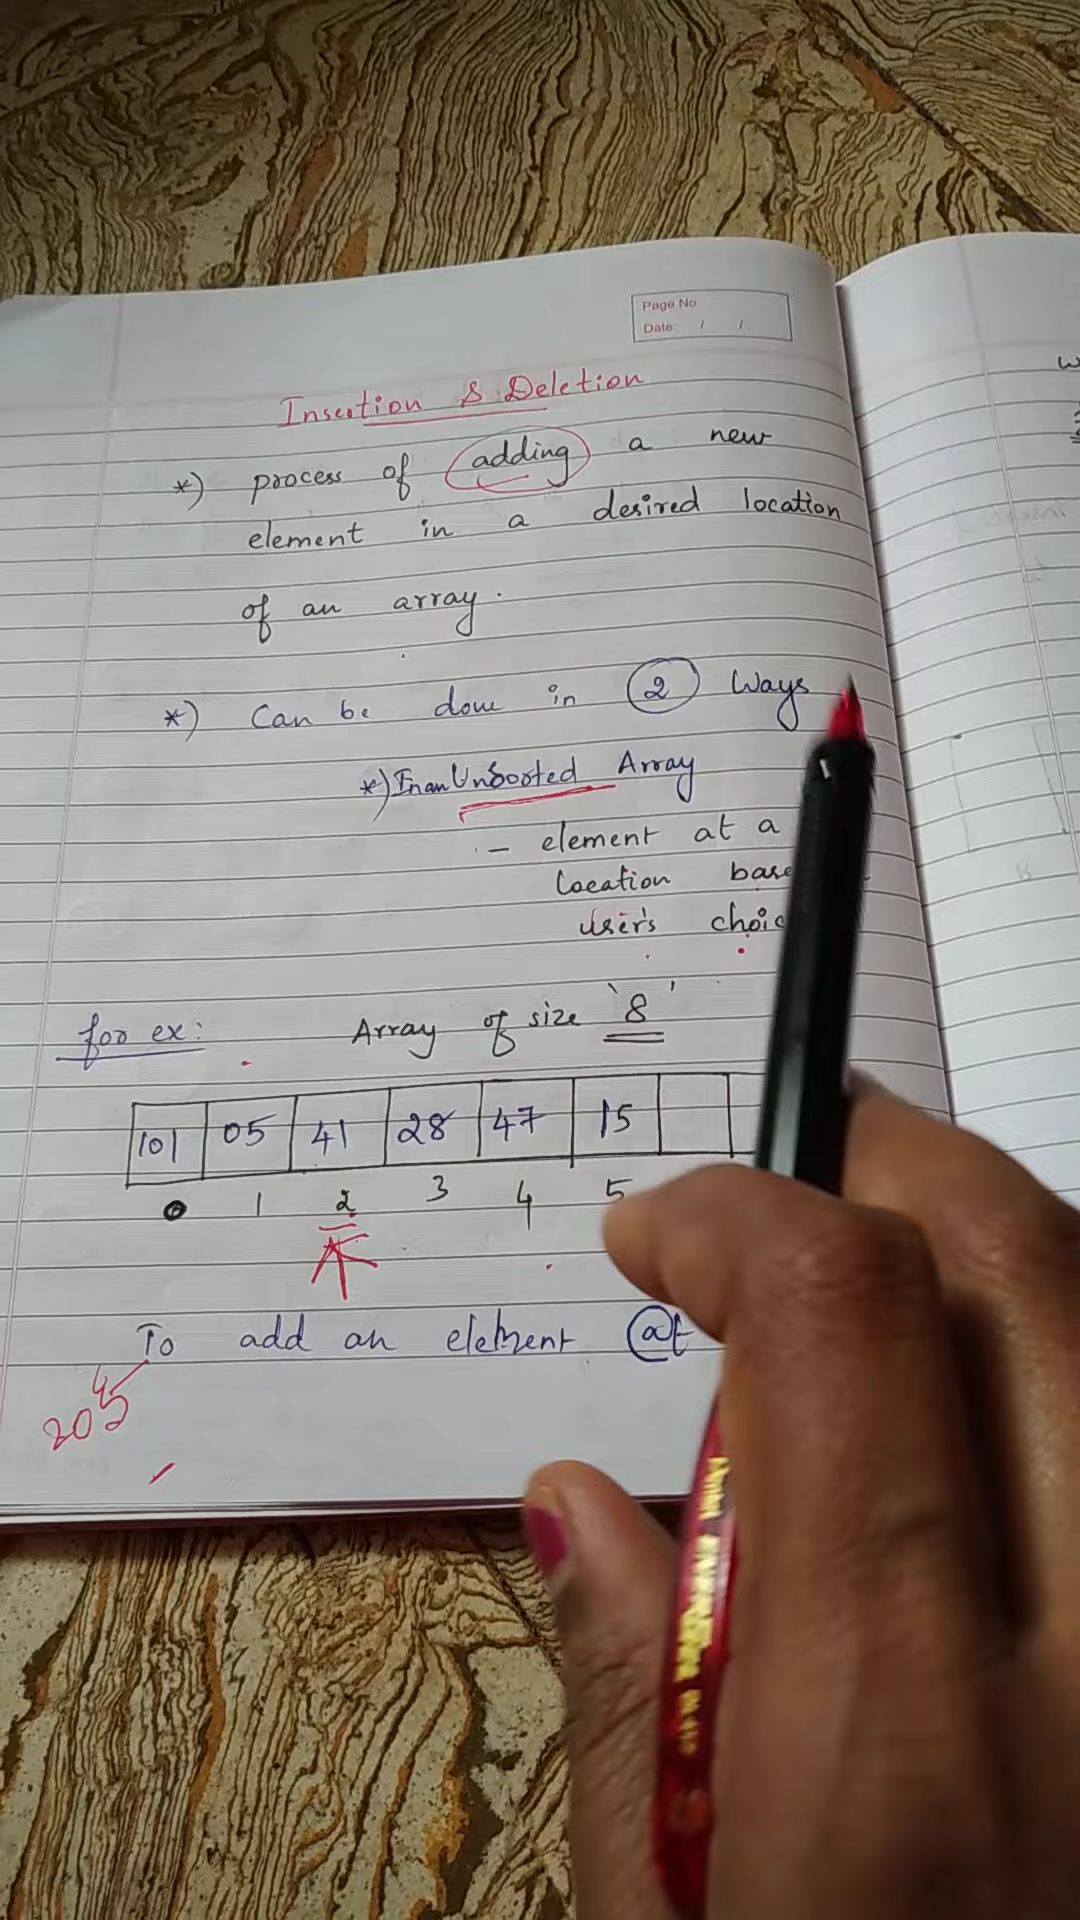 Page No
Date: / /
Insertion & Deletion
*) process of adding a new
element in a desired location
of an array.
*) Can be done in 2 Ways
*) In an UnSorted Array
- element at a
location base
user's choic
for ex: Array of size '8'
101 05 41 28 47 15
0 1 2 3 4 5
To add an element @t